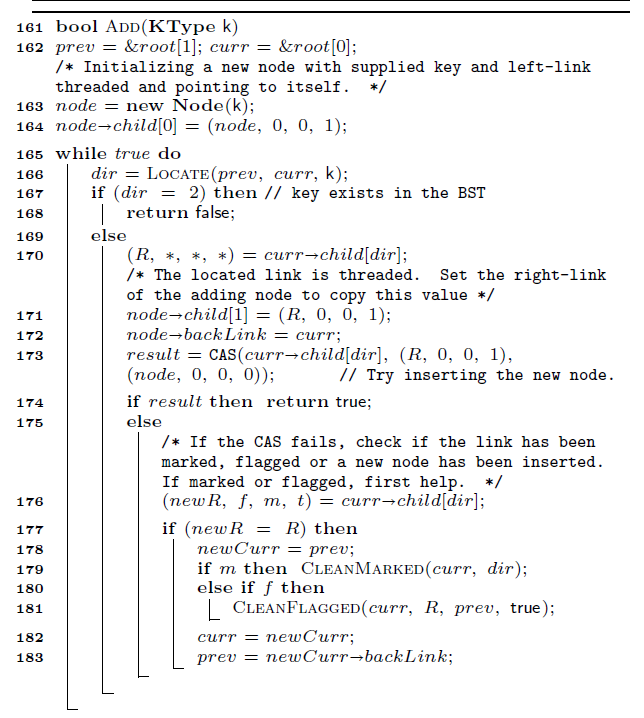 161 bool ADD(KType k)
162 prev = &root[1]; curr = &root[0];
/* Initializing a new node with supplied key and left-link
threaded and pointing to itself. */
163 node = new Node(k);
164 node→child[0] = (node, 0, 0, 1);
165 while true do
166 dir = LOCATE(prev, curr, k);
167 if (dir = 2) then // key exists in the BST
168 return false;
169 else
170 (R, *, *, *) = curr→child[dir];
/* The located link is threaded. Set the right-link
of the adding node to copy this value */
171 node→child[1] = (R, 0, 0, 1);
172 node→backLink = curr;
173 result = CAS(curr→child[dir], (R, 0, 0, 1),
(node, 0, 0, 0)); // Try inserting the new node.
174 if result then return true;
175 else
/* If the CAS fails, check if the link has been
marked, flagged or a new node has been inserted.
If marked or flagged, first help. */
176 (newR, f, m, t) = curr→child[dir];
177 if (newR = R) then
178 newCurr = prev;
179 if m then CLEANMARKED(curr, dir);
180 else if f then
181 CLEANFLAGGED(curr, R, prev, true);
182 curr = newCurr;
183 prev = newCurr→backLink;